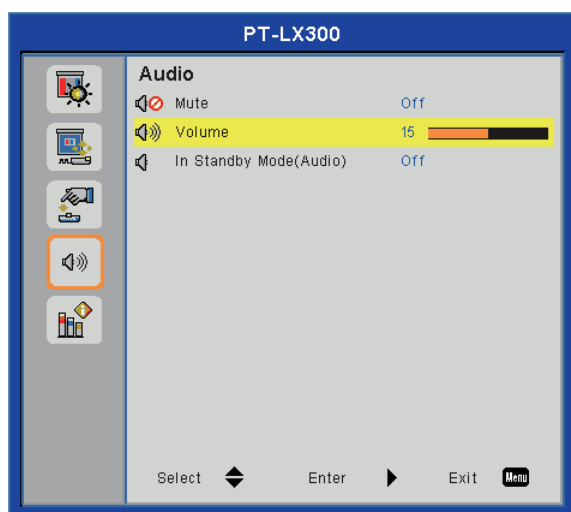 PT-LX300
Audio
Mute Off
Volume 15
In Standby Mode(Audio) Off
Select Enter Exit Menu